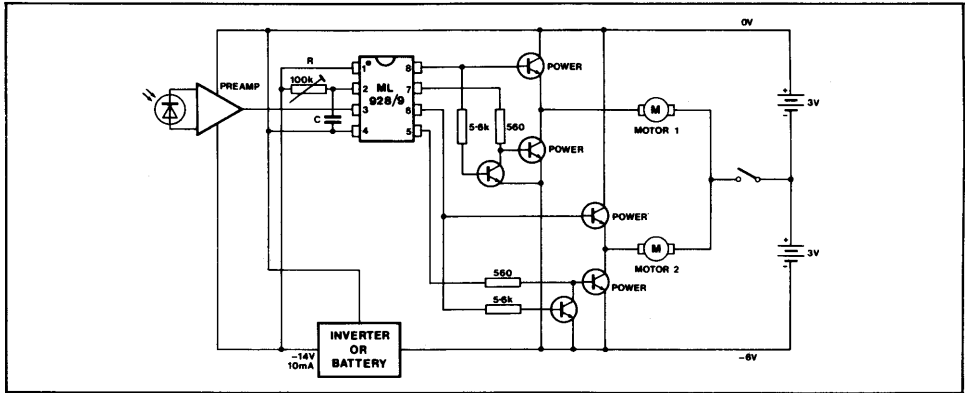 0V
R
100k
PREAMP
C
1
2
3
4
ML
928/9
8
7
6
5
5·6k
560
POWER
POWER
M
MOTOR 1
+
3V
-
POWER
M
MOTOR 2
+
3V
-
560
5·6k
POWER
-14V
10mA
INVERTER
OR
BATTERY
-6V